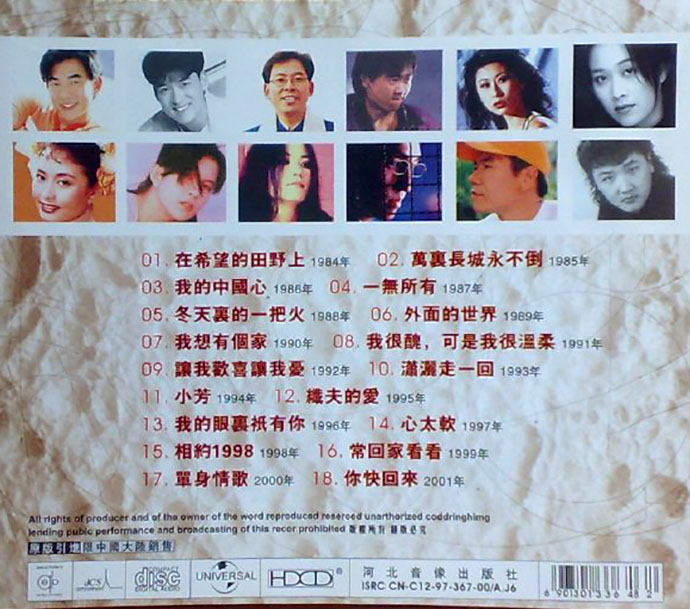 01. 在希望的田野上 1984年 02. 萬裏長城永不倒 1985年
03. 我的中國心 1986年 04. 一無所有 1987年
05. 冬天裏的一把火 1988年 06. 外面的世界 1989年
07. 我想有個家 1990年 08. 我很醜，可是我很溫柔 1991年
09. 讓我歡喜讓我憂 1992年 10. 瀟灑走一回 1993年
11. 小芳 1994年 12. 纖夫的愛 1995年
13. 我的眼裏祇有你 1996年 14. 心太軟 1997年
15. 相約1998 1998年 16. 常回家看看 1999年
17. 單身情歌 2000年 18. 你快回來 2001年
All rights of producer and of the owner of the word reproduced reserced unarthorized coddringhimg
lending pubic performance and broadcasting of this recor prohibited 版權所有 翻版必究
原版引進限中國大陸銷售
JCS COMPACT disc DIGITAL AUDIO UNIVERSAL HDCD® 河北音像出版社
ISRC CN-C12-97-367-00/A.J6
6 901301 336482